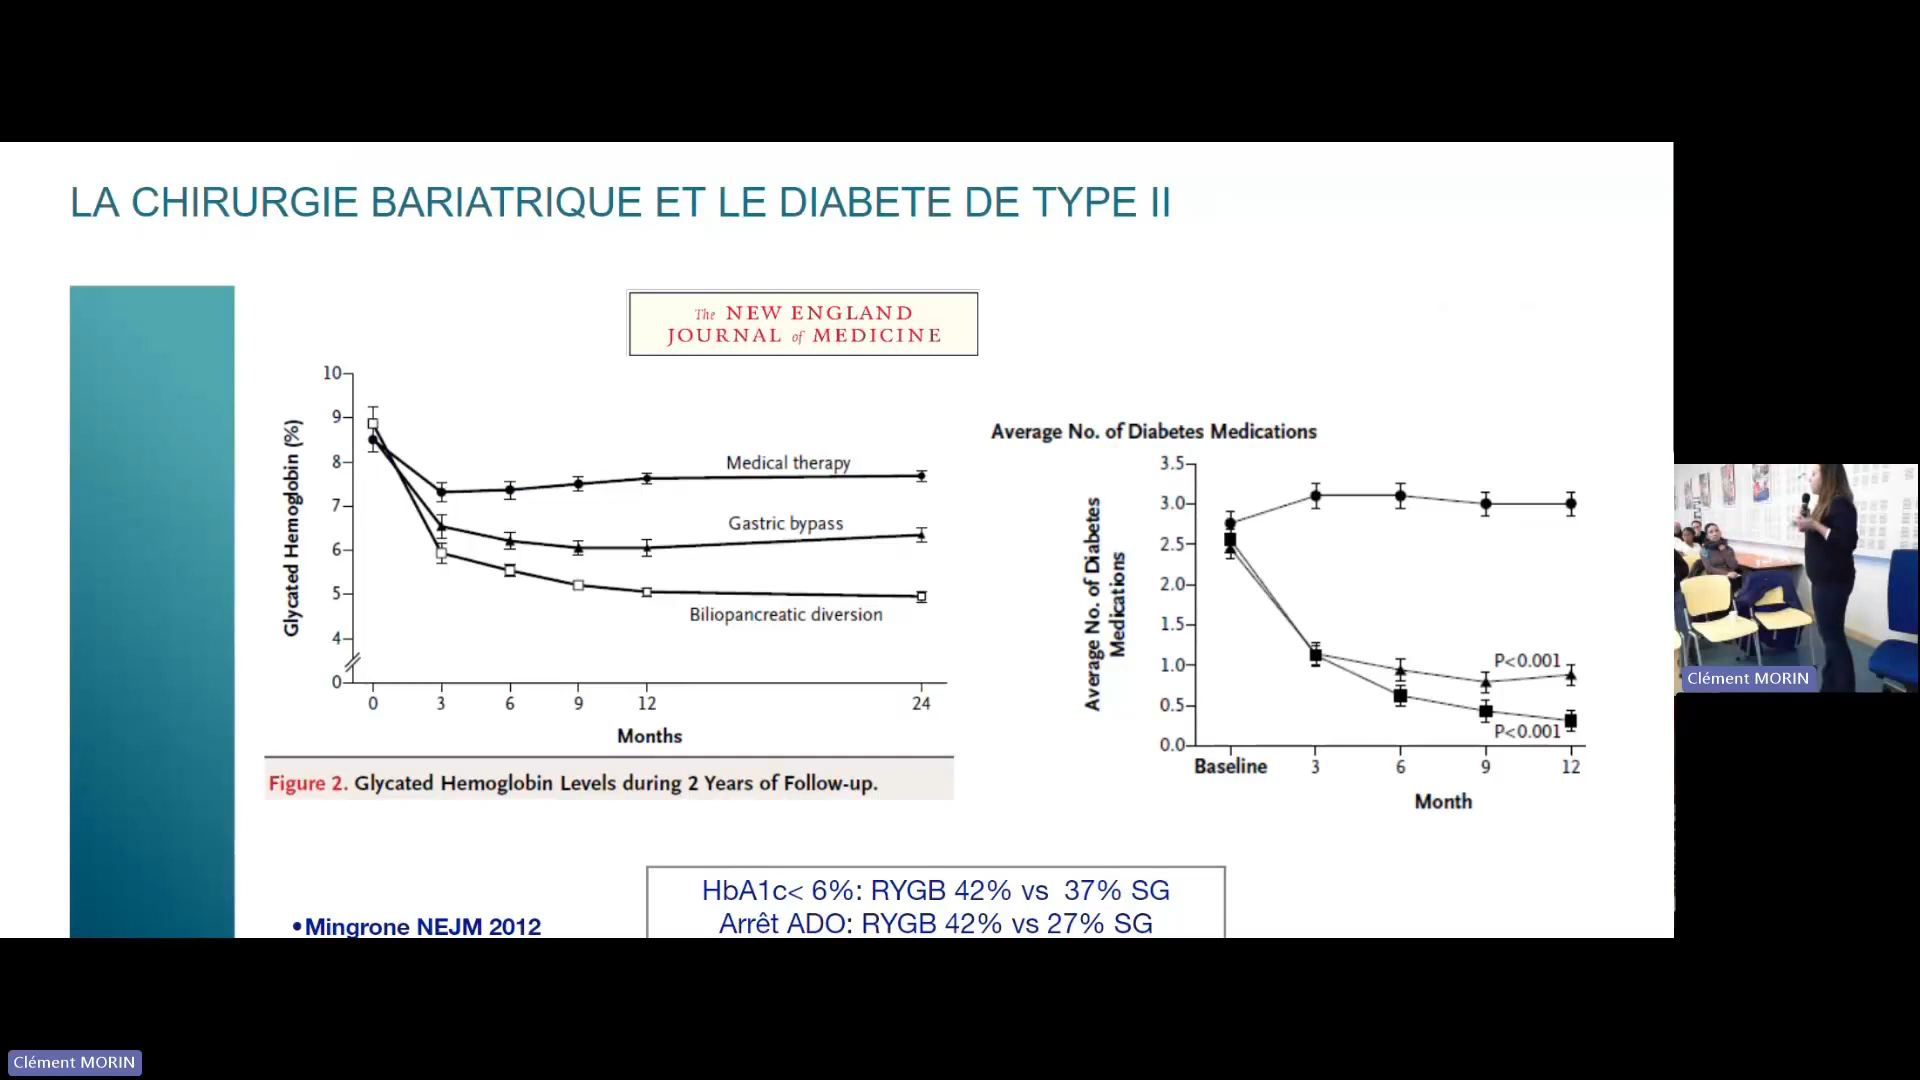 LA CHIRURGIE BARIATRIQUE ET LE DIABETE DE TYPE II
The NEW ENGLAND
JOURNAL of MEDICINE
Glycated Hemoglobin (%)
10
9
8
7
6
5
4
0
Medical therapy
Gastric bypass
Biliopancreatic diversion
0 3 6 9 12 24
Months
Figure 2. Glycated Hemoglobin Levels during 2 Years of Follow-up.
Average No. of Diabetes Medications
Average No. of Diabetes
Medications
3.5
3.0
2.5
2.0
1.5
1.0
0.5
0.0
P<0.001
P<0.001
Baseline 3 6 9 12
Month
HbA1c< 6%: RYGB 42% vs 37% SG
Arrêt ADO: RYGB 42% vs 27% SG
•Mingrone NEJM 2012
Clément MORIN
Clément MORIN